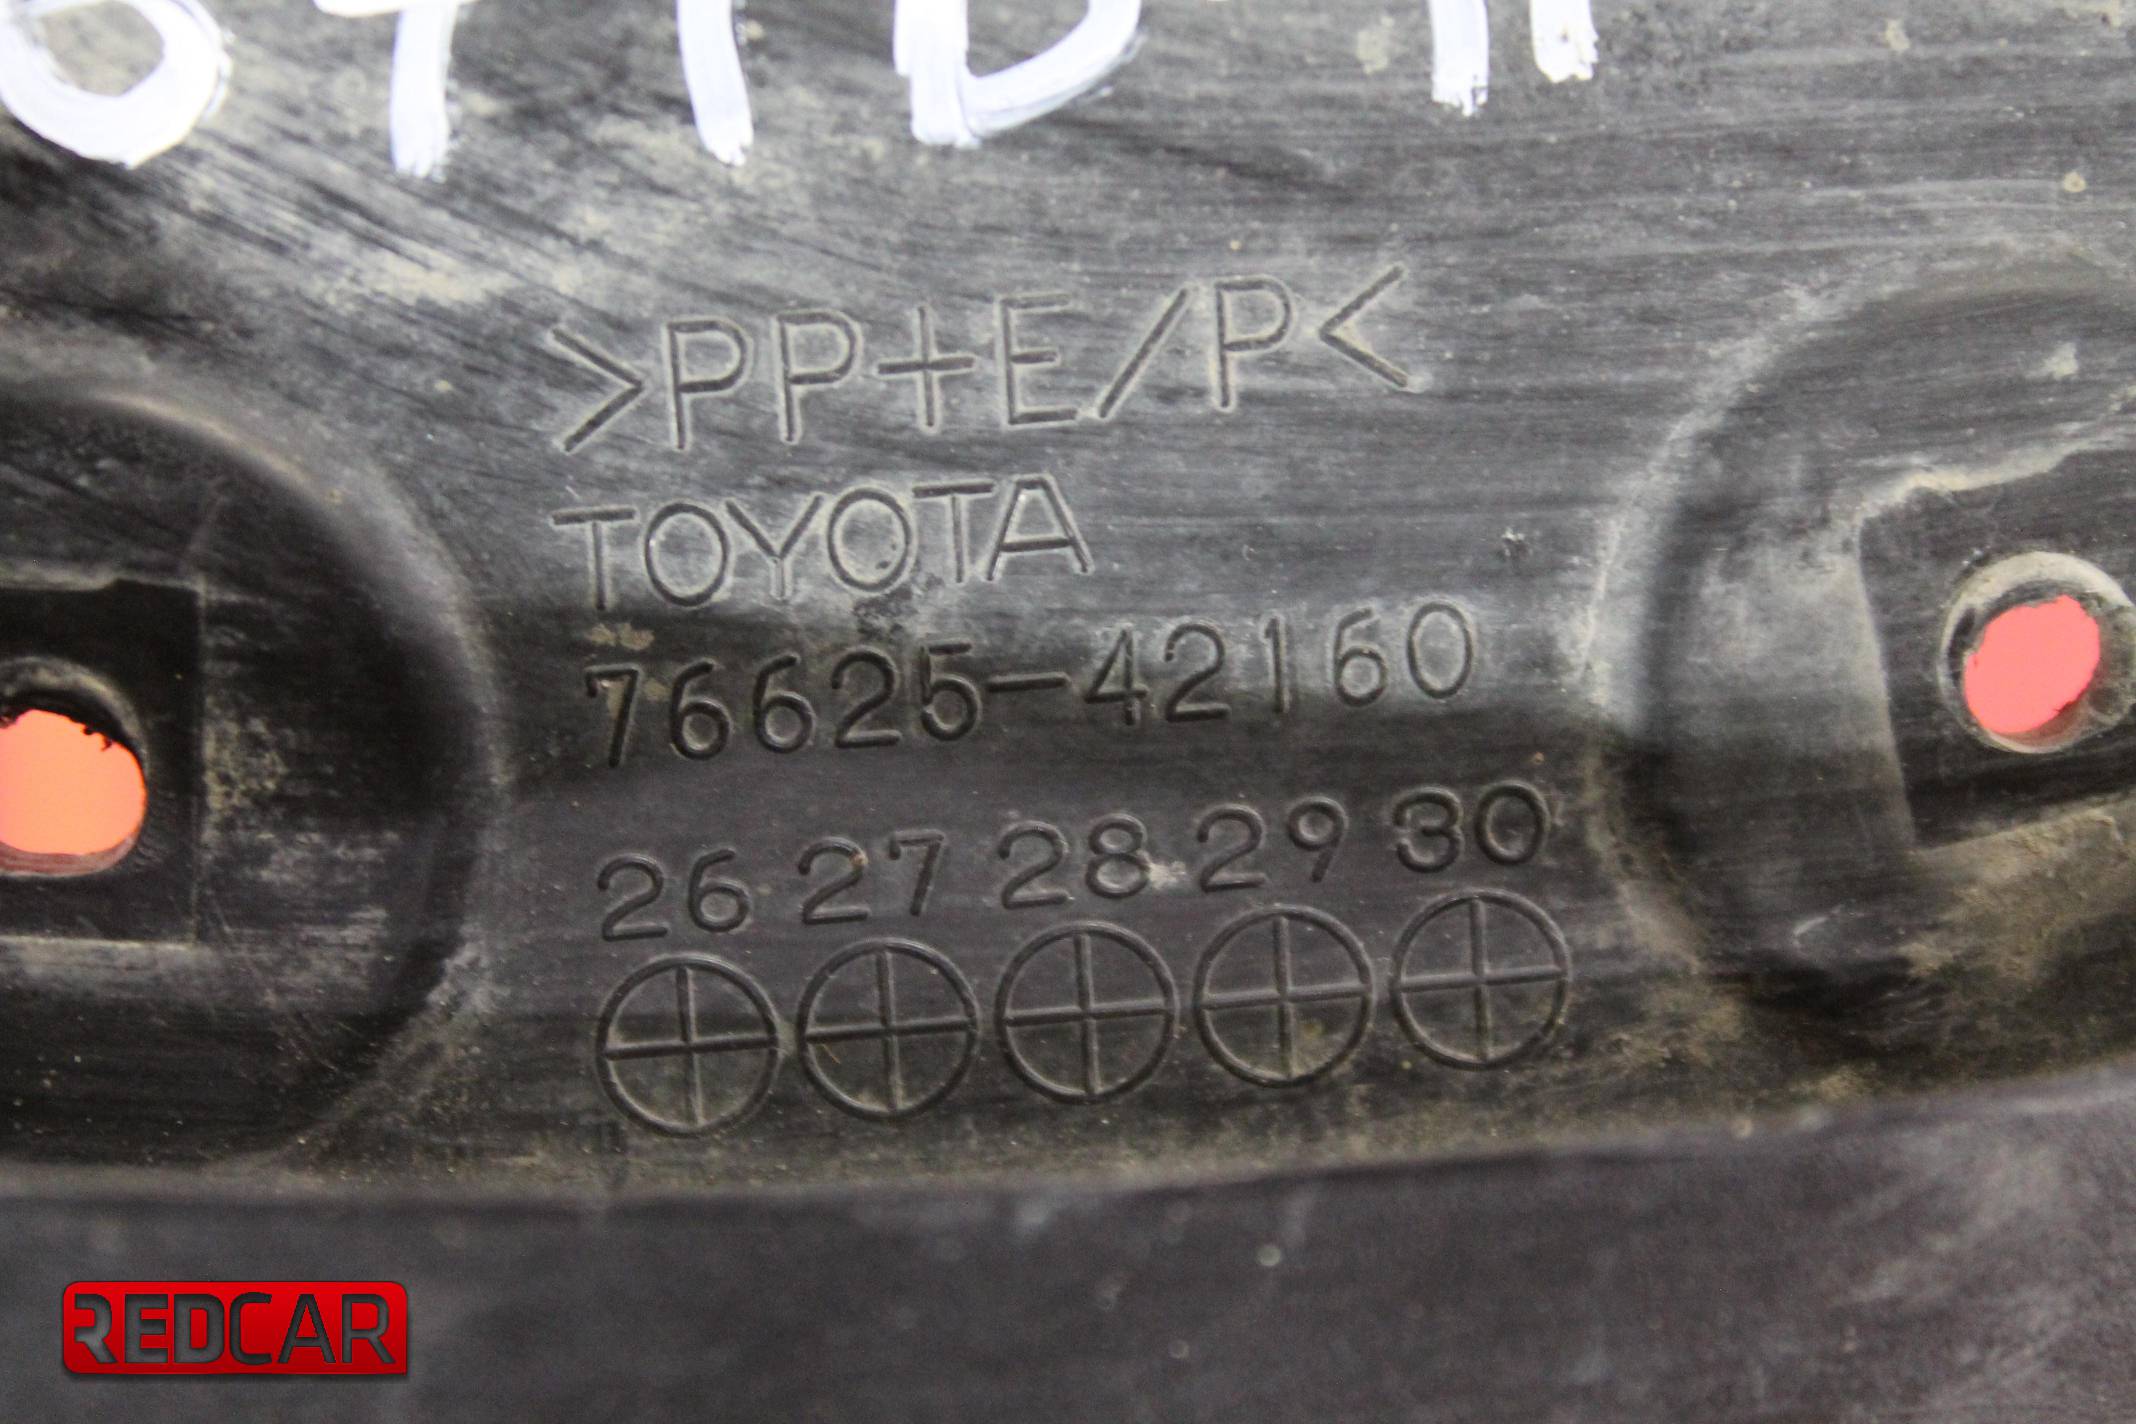 >PP+E/P<
TOYOTA
76625-42160
26 27 28 29 30
REDCAR